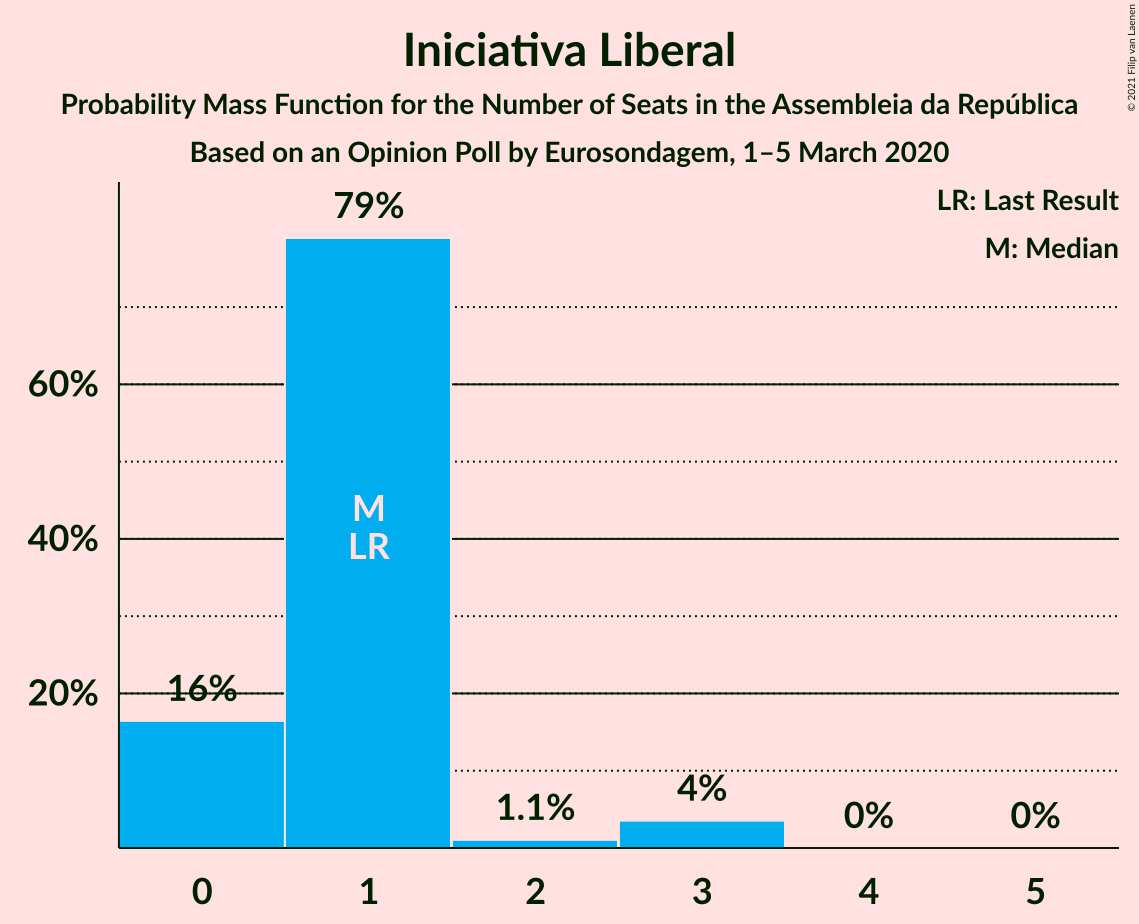 Iniciativa Liberal
Probability Mass Function for the Number of Seats in the Assembleia da República
Based on an Opinion Poll by Eurosondagem, 1–5 March 2020
© 2021 Filip van Laenen
LR: Last Result
M: Median
79%
60%
M
40%
LR
20%
16%
1.1%
4%
0%
0%
0
1
2
3
4
5